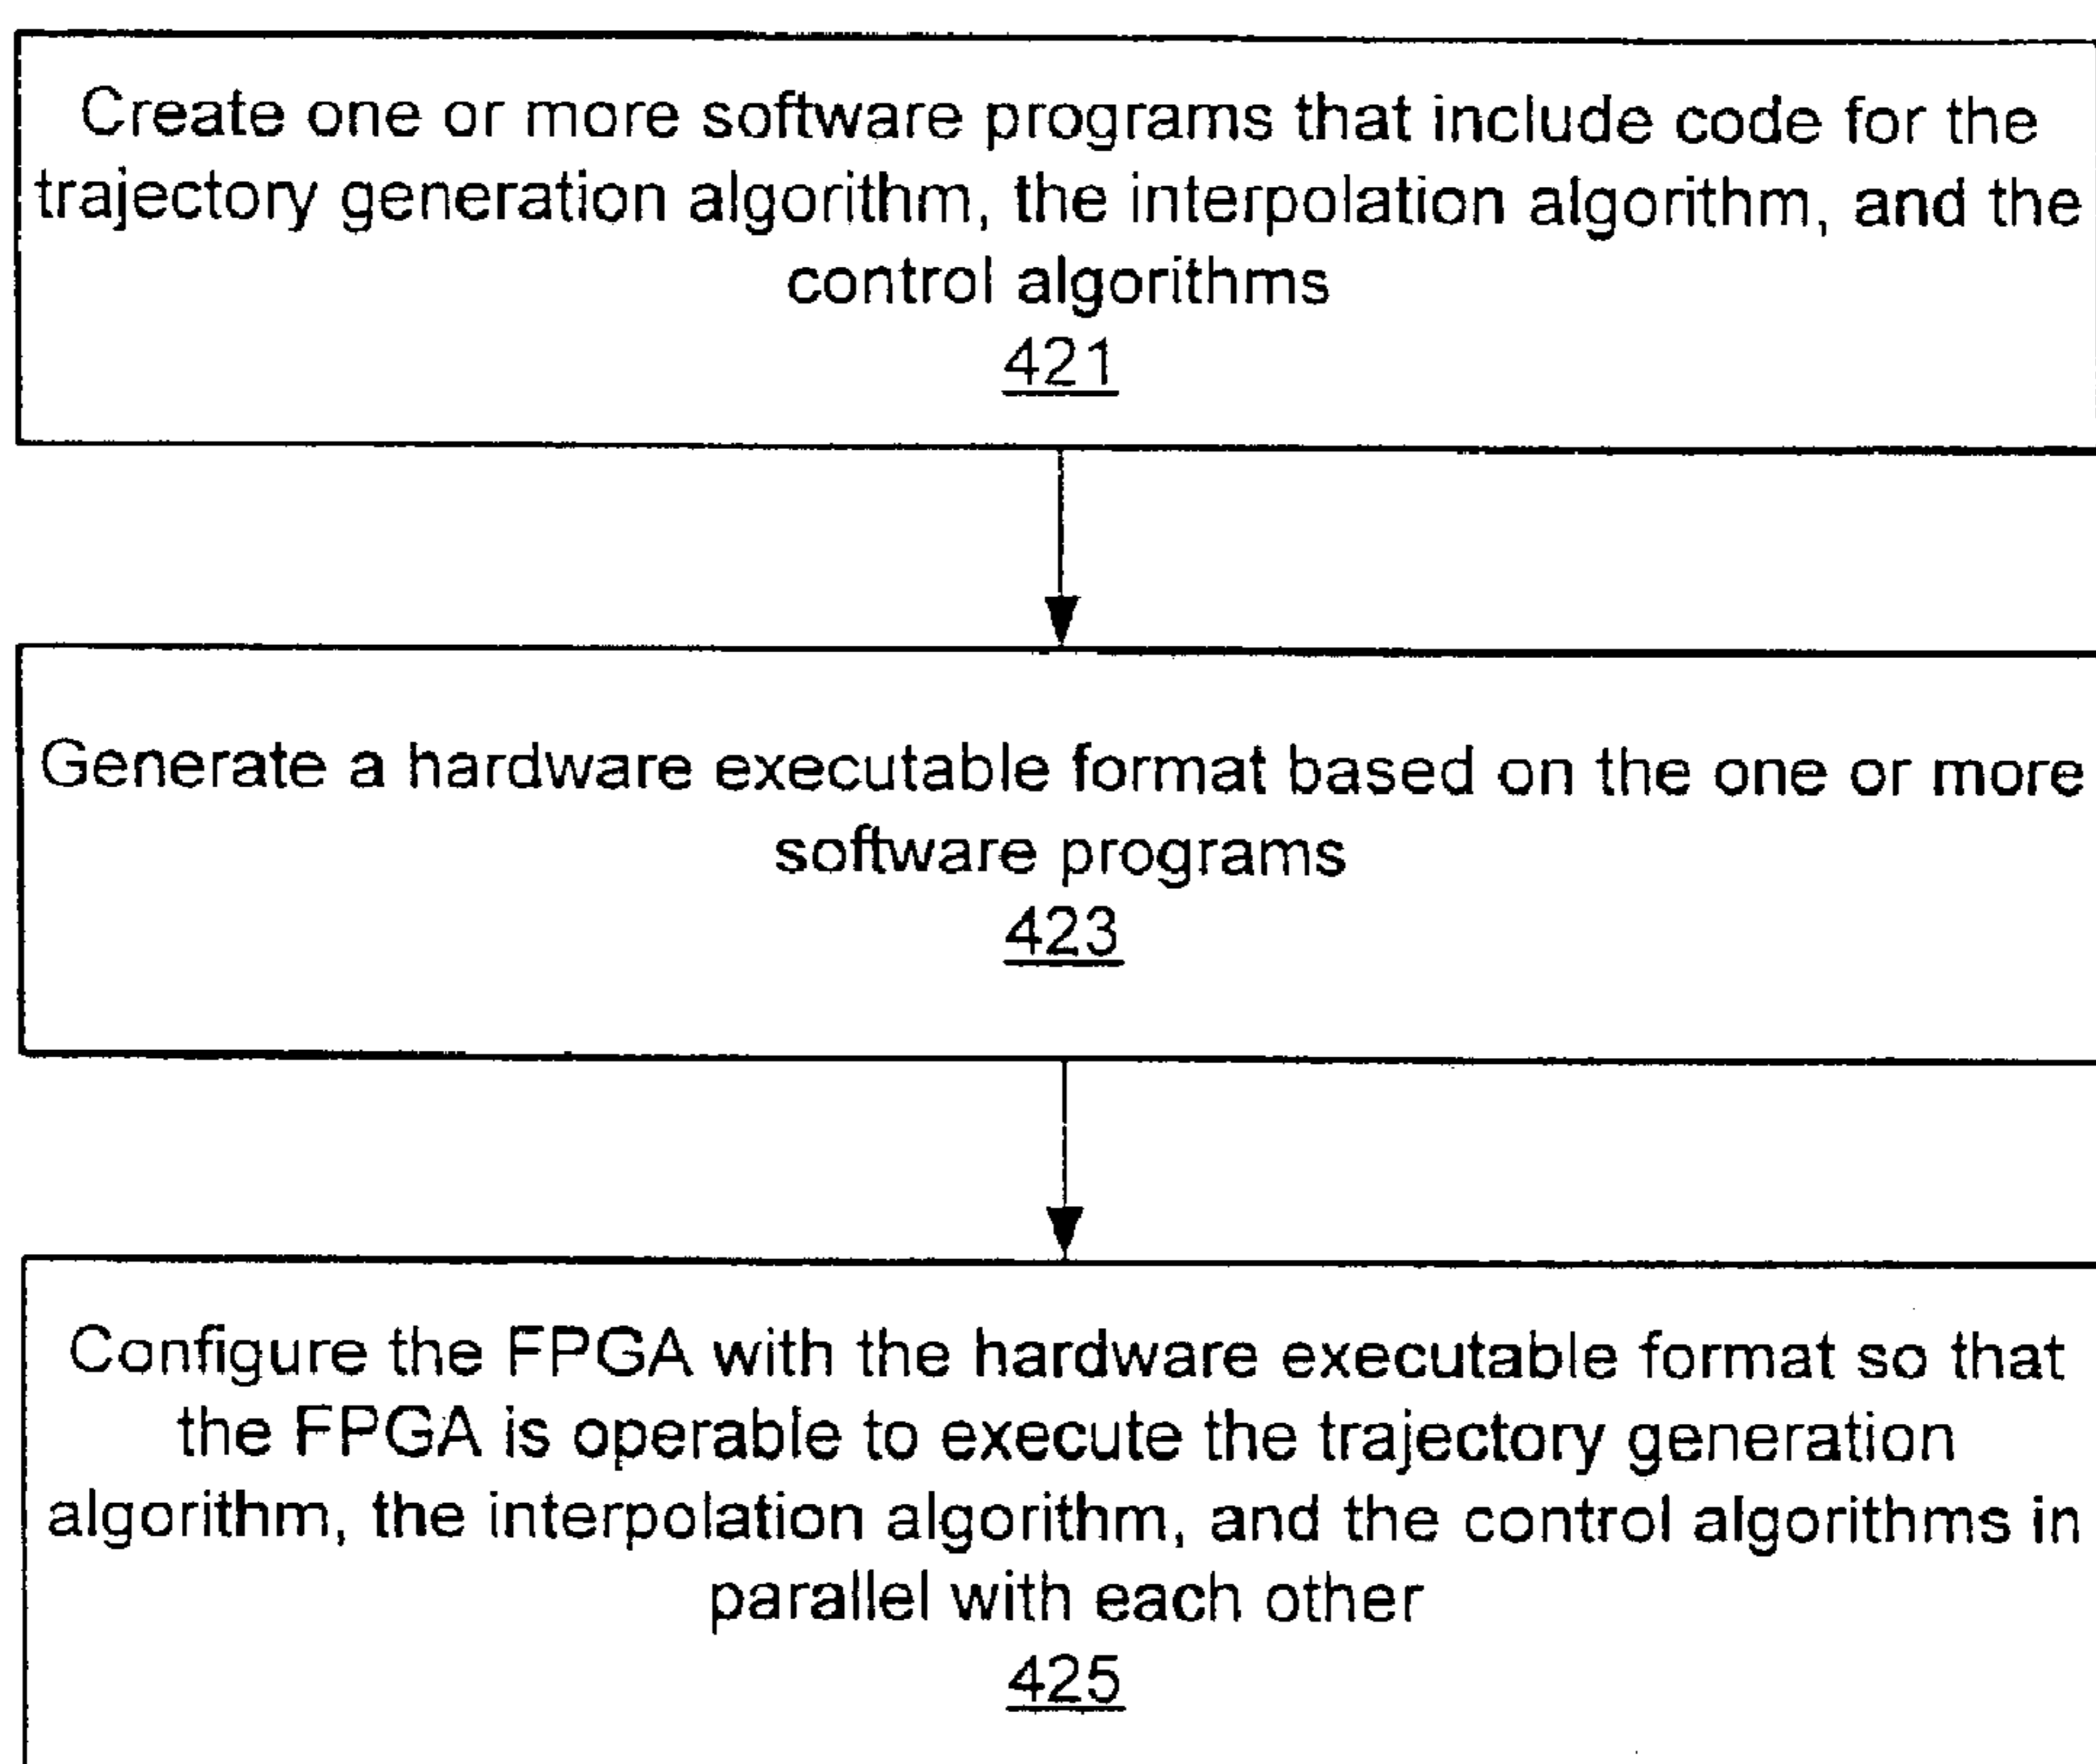 Create one or more software programs that include code for the
trajectory generation algorithm, the interpolation algorithm, and the
control algorithms
421
Generate a hardware executable format based on the one or more
software programs
423
Configure the FPGA with the hardware executable format so that
the FPGA is operable to execute the trajectory generation
algorithm, the interpolation algorithm, and the control algorithms in
parallel with each other
425